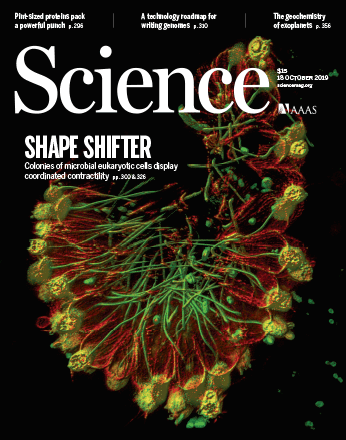 Pint-sized proteins pack
a powerful punch p. 296
A technology roadmap for
writing genomes p. 310
The geochemistry
of exoplanets p. 356
Science
$15
18 OCTOBER 2019
sciencemag.org
AAAS
SHAPE SHIFTER
Colonies of microbial eukaryotic cells display
coordinated contractility pp. 300 & 326